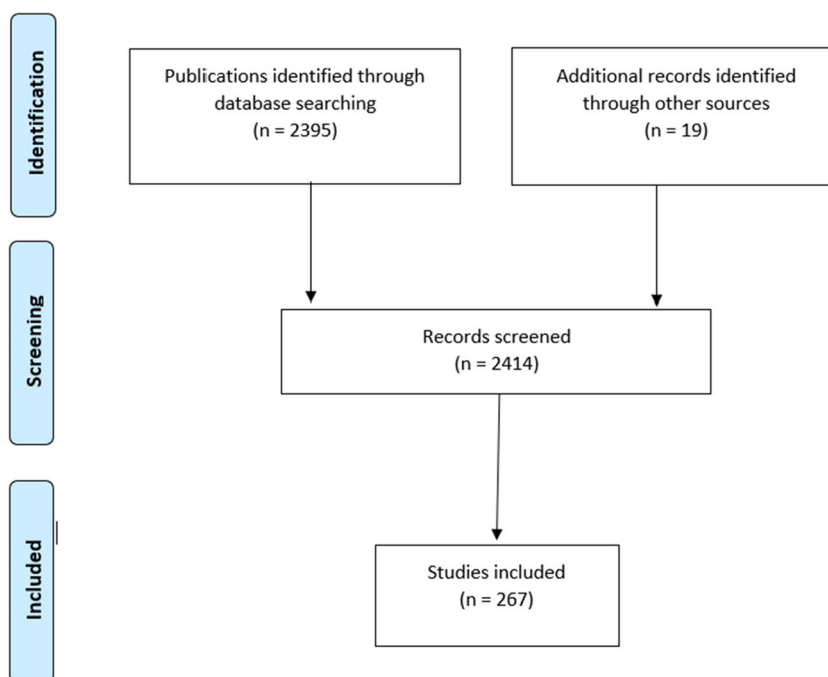 Identification
Publications identified through
database searching
(n = 2395)
Additional records identified
through other sources
(n = 19)
Screening
Records screened
(n = 2414)
Included
Studies included
(n = 267)